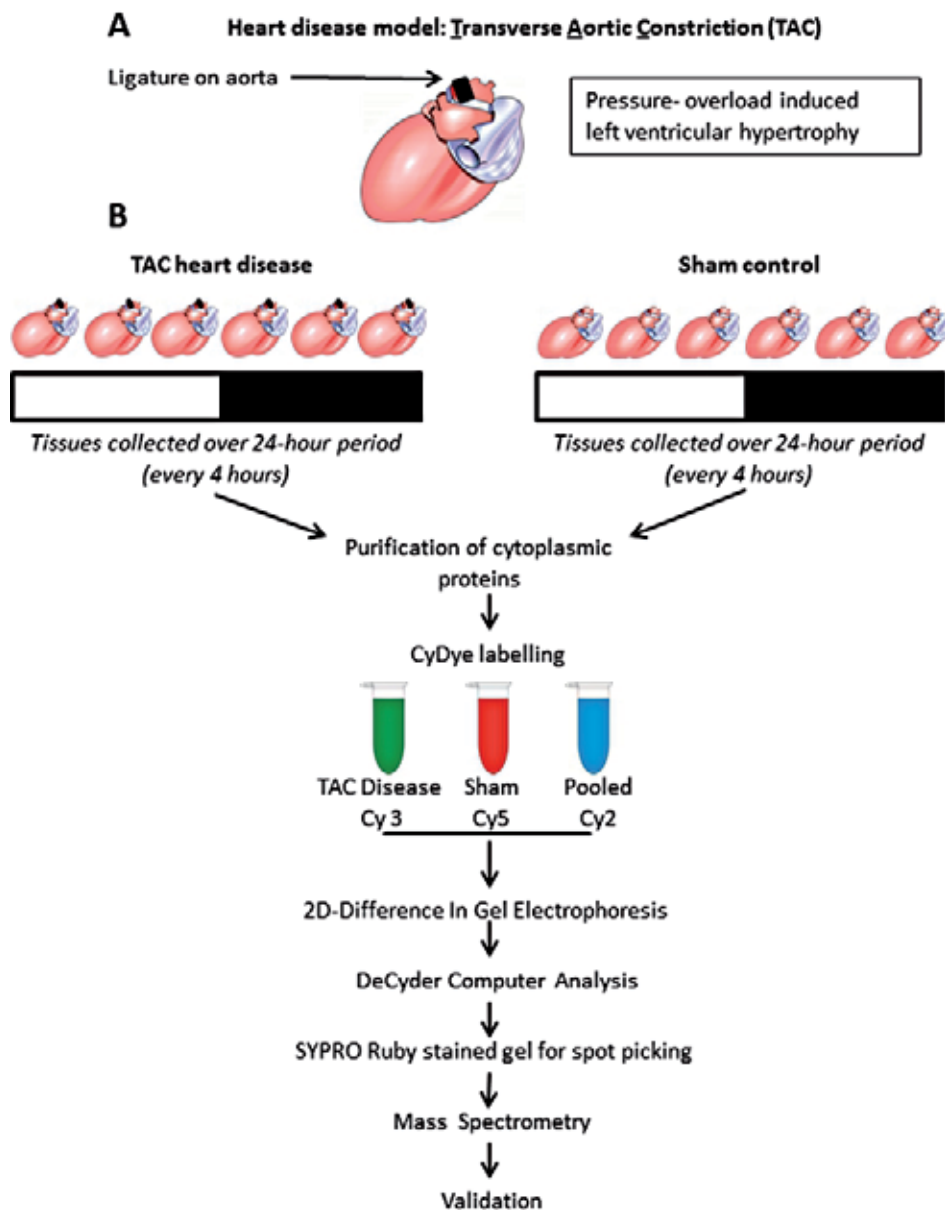 A
Heart disease model: Transverse Aortic Constriction (TAC)
Ligature on aorta
Pressure- overload induced
left ventricular hypertrophy
B
TAC heart disease
Sham control
Tissues collected over 24-hour period
(every 4 hours)
Tissues collected over 24-hour period
(every 4 hours)
Purification of cytoplasmic
proteins
CyDye labelling
TAC Disease
Cy 3
Sham
Cy5
Pooled
Cy2
2D-Difference In Gel Electrophoresis
DeCyder Computer Analysis
SYPRO Ruby stained gel for spot picking
Mass Spectrometry
Validation